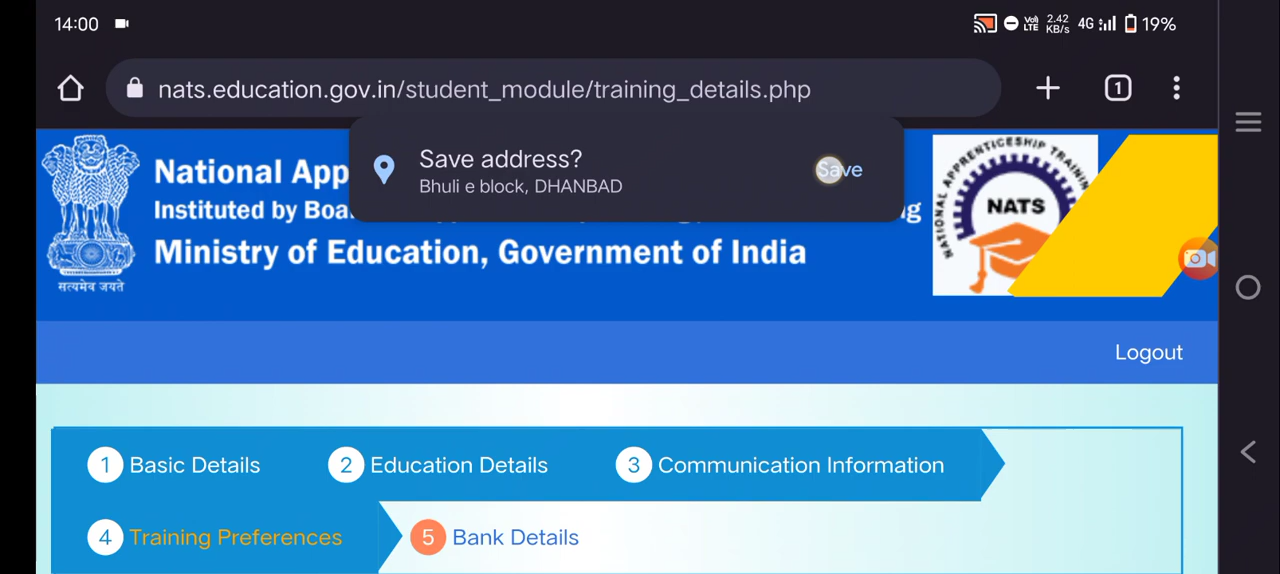 14:00
Vol LTE 2.42 KB/s 4G 19%
nats.education.gov.in/student_module/training_details.php
1
Save address?
Bhuli e block, DHANBAD
Save
National App
Instituted by Boa
Ministry of Education, Government of India
सत्यमेव जयते
NATIONAL APPRENTICESHIP TRAINING
NATS
Logout
1 Basic Details
2 Education Details
3 Communication Information
4 Training Preferences
5 Bank Details